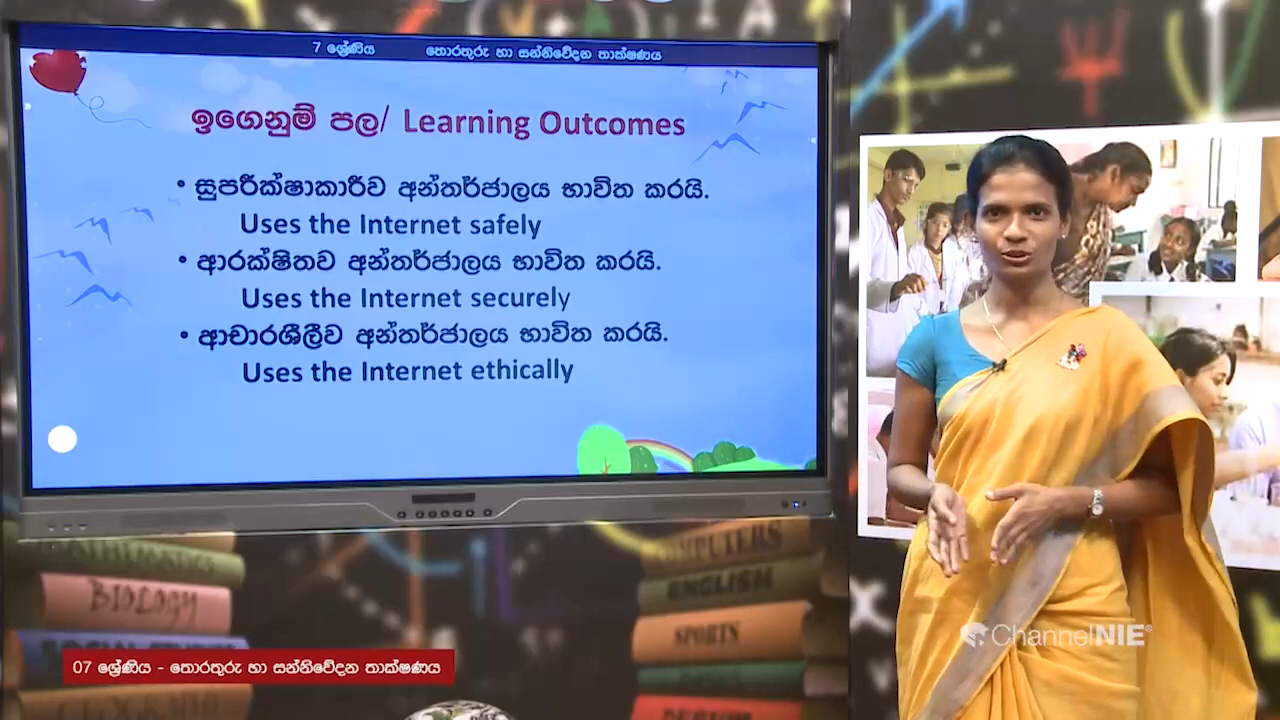 7 ශ්‍රේණිය තොරතුරු හා සන්නිවේදන තාක්ෂණය
ඉගෙනුම් පල/ Learning Outcomes
• සුපරීක්ෂාකාරීව අන්තර්ජාලය භාවිත කරයි.
Uses the Internet safely
• ආරක්ෂිතව අන්තර්ජාලය භාවිත කරයි.
Uses the Internet securely
• ආචාරශීලීව අන්තර්ජාලය භාවිත කරයි.
Uses the Internet ethically
MATHEMATICS
BIOLOGY
COMPUTERS
ENGLISH
SPORTS
07 ශ්‍රේණිය - තොරතුරු හා සන්නිවේදන තාක්ෂණය
ChannelNIE